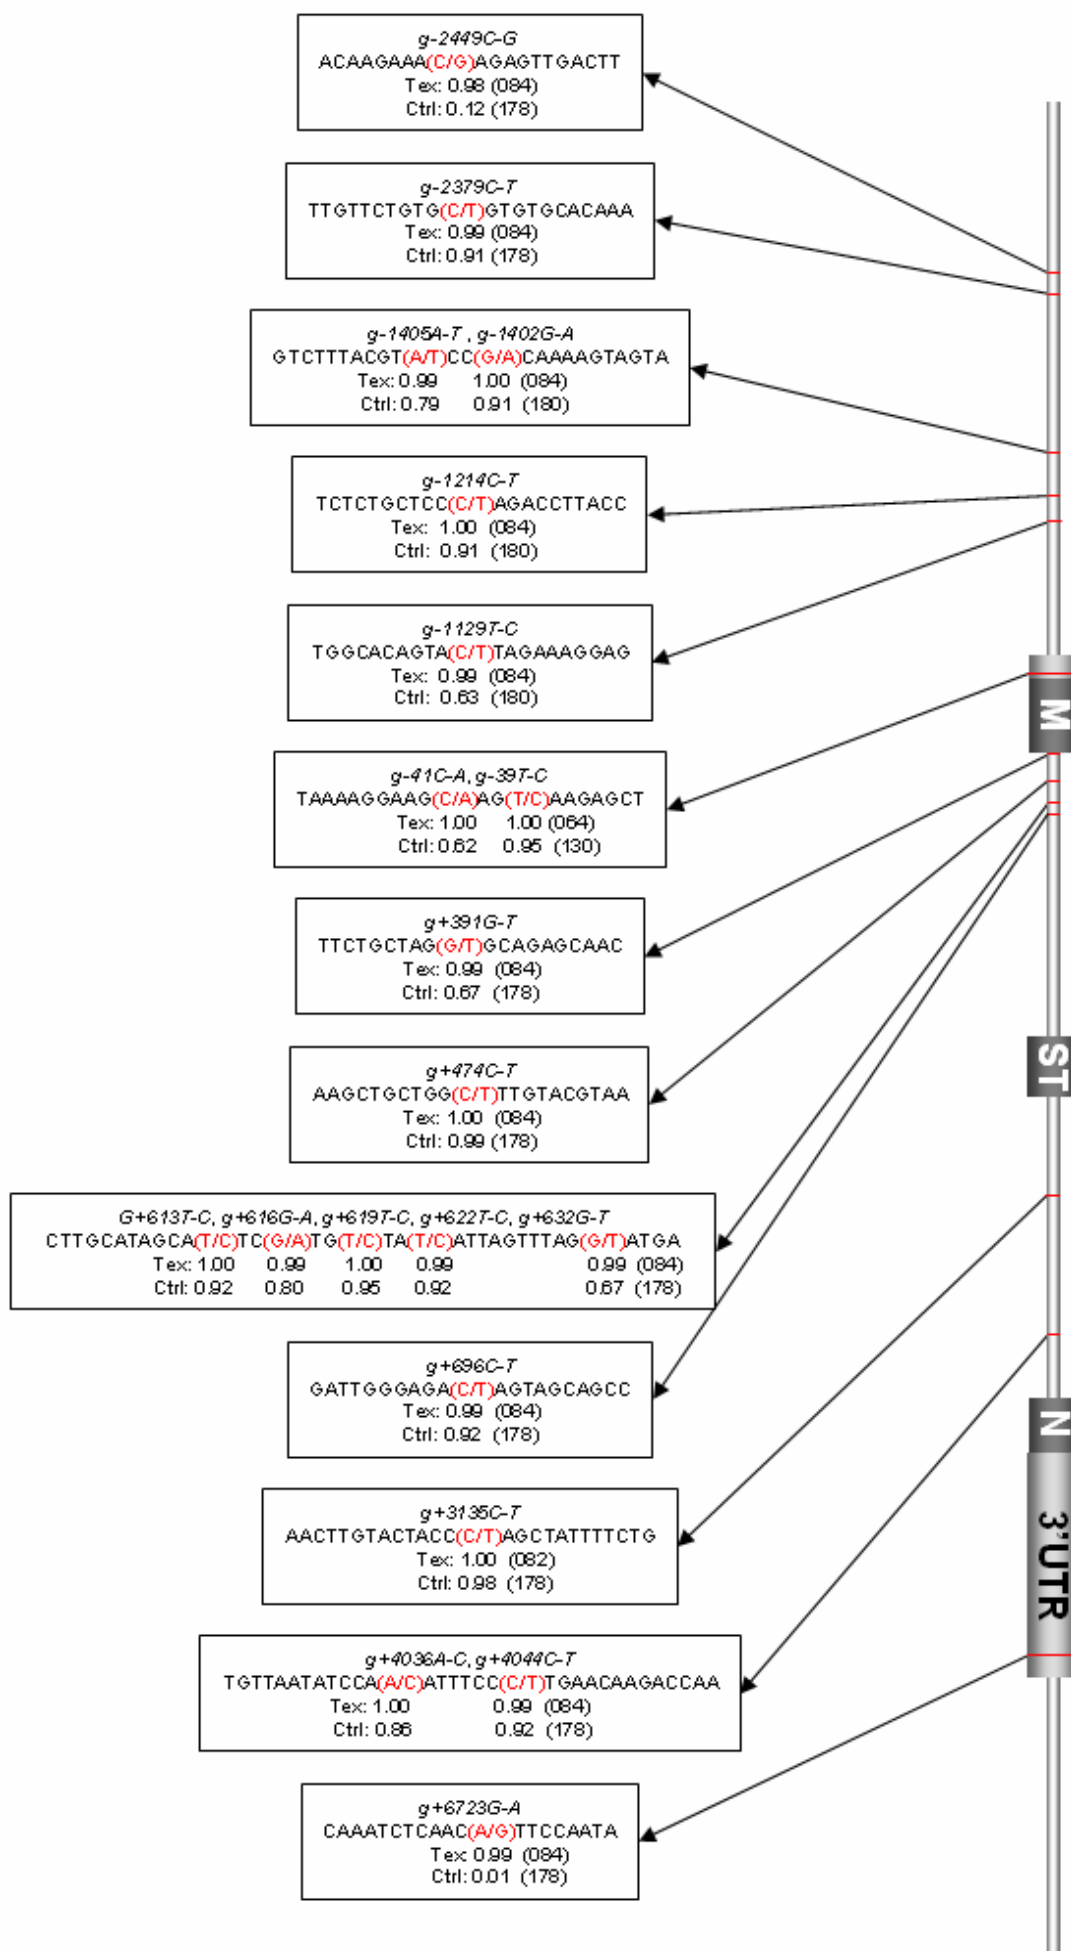 g-2449C-G
ACAAGAAA(C/G)AGAGTTGACTT
Tex: 0.98 (084)
Ctrl: 0.12 (178)
g-2379C-T
TTGTTCTGTG(C/T)GTGTGCACAAA
Tex: 0.99 (084)
Ctrl: 0.91 (178)
g-1405A-T , g-1402G-A
GTCTTTACGT(A/T)CC(G/A)CAAAAGTAGTA
Tex: 0.99 1.00 (084)
Ctrl: 0.79 0.91 (180)
g-1214C-T
TCTCTGCTCC(C/T)AGACCTTACC
Tex: 1.00 (084)
Ctrl: 0.91 (180)
g-1129T-C
TGGCACAGTA(C/T)TAGAAAGGAG
Tex: 0.99 (084)
Ctrl: 0.63 (180)
M
g-41C-A, g-39T-C
TAAAAGGAAG(C/A)AG(T/C)AAGAGCT
Tex: 1.00 1.00 (064)
Ctrl: 0.62 0.95 (130)
g+391G-T
TTCTGCTAG(G/T)GCAGAGCAAC
Tex: 0.99 (084)
Ctrl: 0.67 (178)
g+474C-T
AAGCTGCTGG(C/T)TTGTACGTAA
Tex: 1.00 (084)
Ctrl: 0.99 (178)
ST
G+613T-C, g+616G-A, g+619T-C, g+622T-C, g+632G-T
CTTGCATAGCA(T/C)TC(G/A)TG(T/C)TA(T/C)ATTAGTTTAG(G/T)ATGA
Tex: 1.00 0.99 1.00 0.99 0.99 (084)
Ctrl: 0.92 0.80 0.95 0.92 0.67 (178)
g+696C-T
GATTGGGAGA(C/T)AGTAGCAGCC
Tex: 0.99 (084)
Ctrl: 0.92 (178)
N
g+3135C-T
AACTTGTACTACC(C/T)AGCTATTTTCTG
Tex: 1.00 (082)
Ctrl: 0.98 (178)
3'UTR
g+4036A-C, g+4044C-T
TGTTAATATCCA(A/C)ATTTCC(C/T)TGAACAAGACCAA
Tex: 1.00 0.99 (084)
Ctrl: 0.86 0.92 (178)
g+6723G-A
CAAATCTCAAC(A/G)TTCCAATA
Tex 0.99 (084)
Ctrl: 0.01 (178)